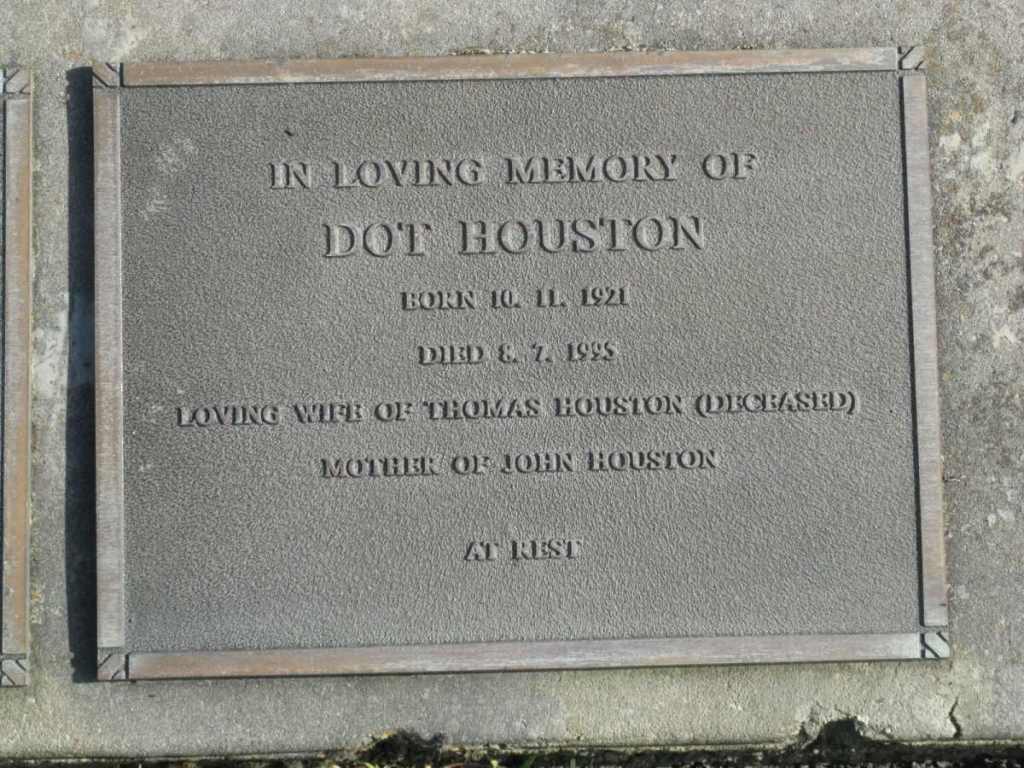 IN LOVING MEMORY OF
DOT HOUSTON
BORN 10. 11. 1921
DIED 8. 7. 1995
LOVING WIFE OF THOMAS HOUSTON (DECEASED)
MOTHER OF JOHN HOUSTON
AT REST